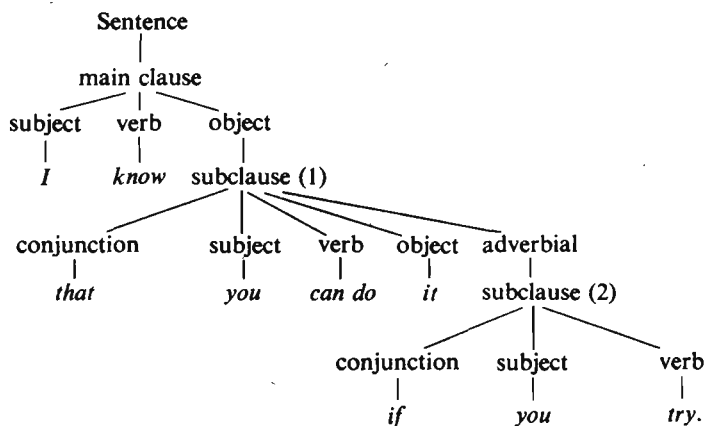 Sentence
main clause
subject verb object
I know subclause (1)
conjunction subject verb object adverbial
that you can do it subclause (2)
conjunction subject verb
if you try.